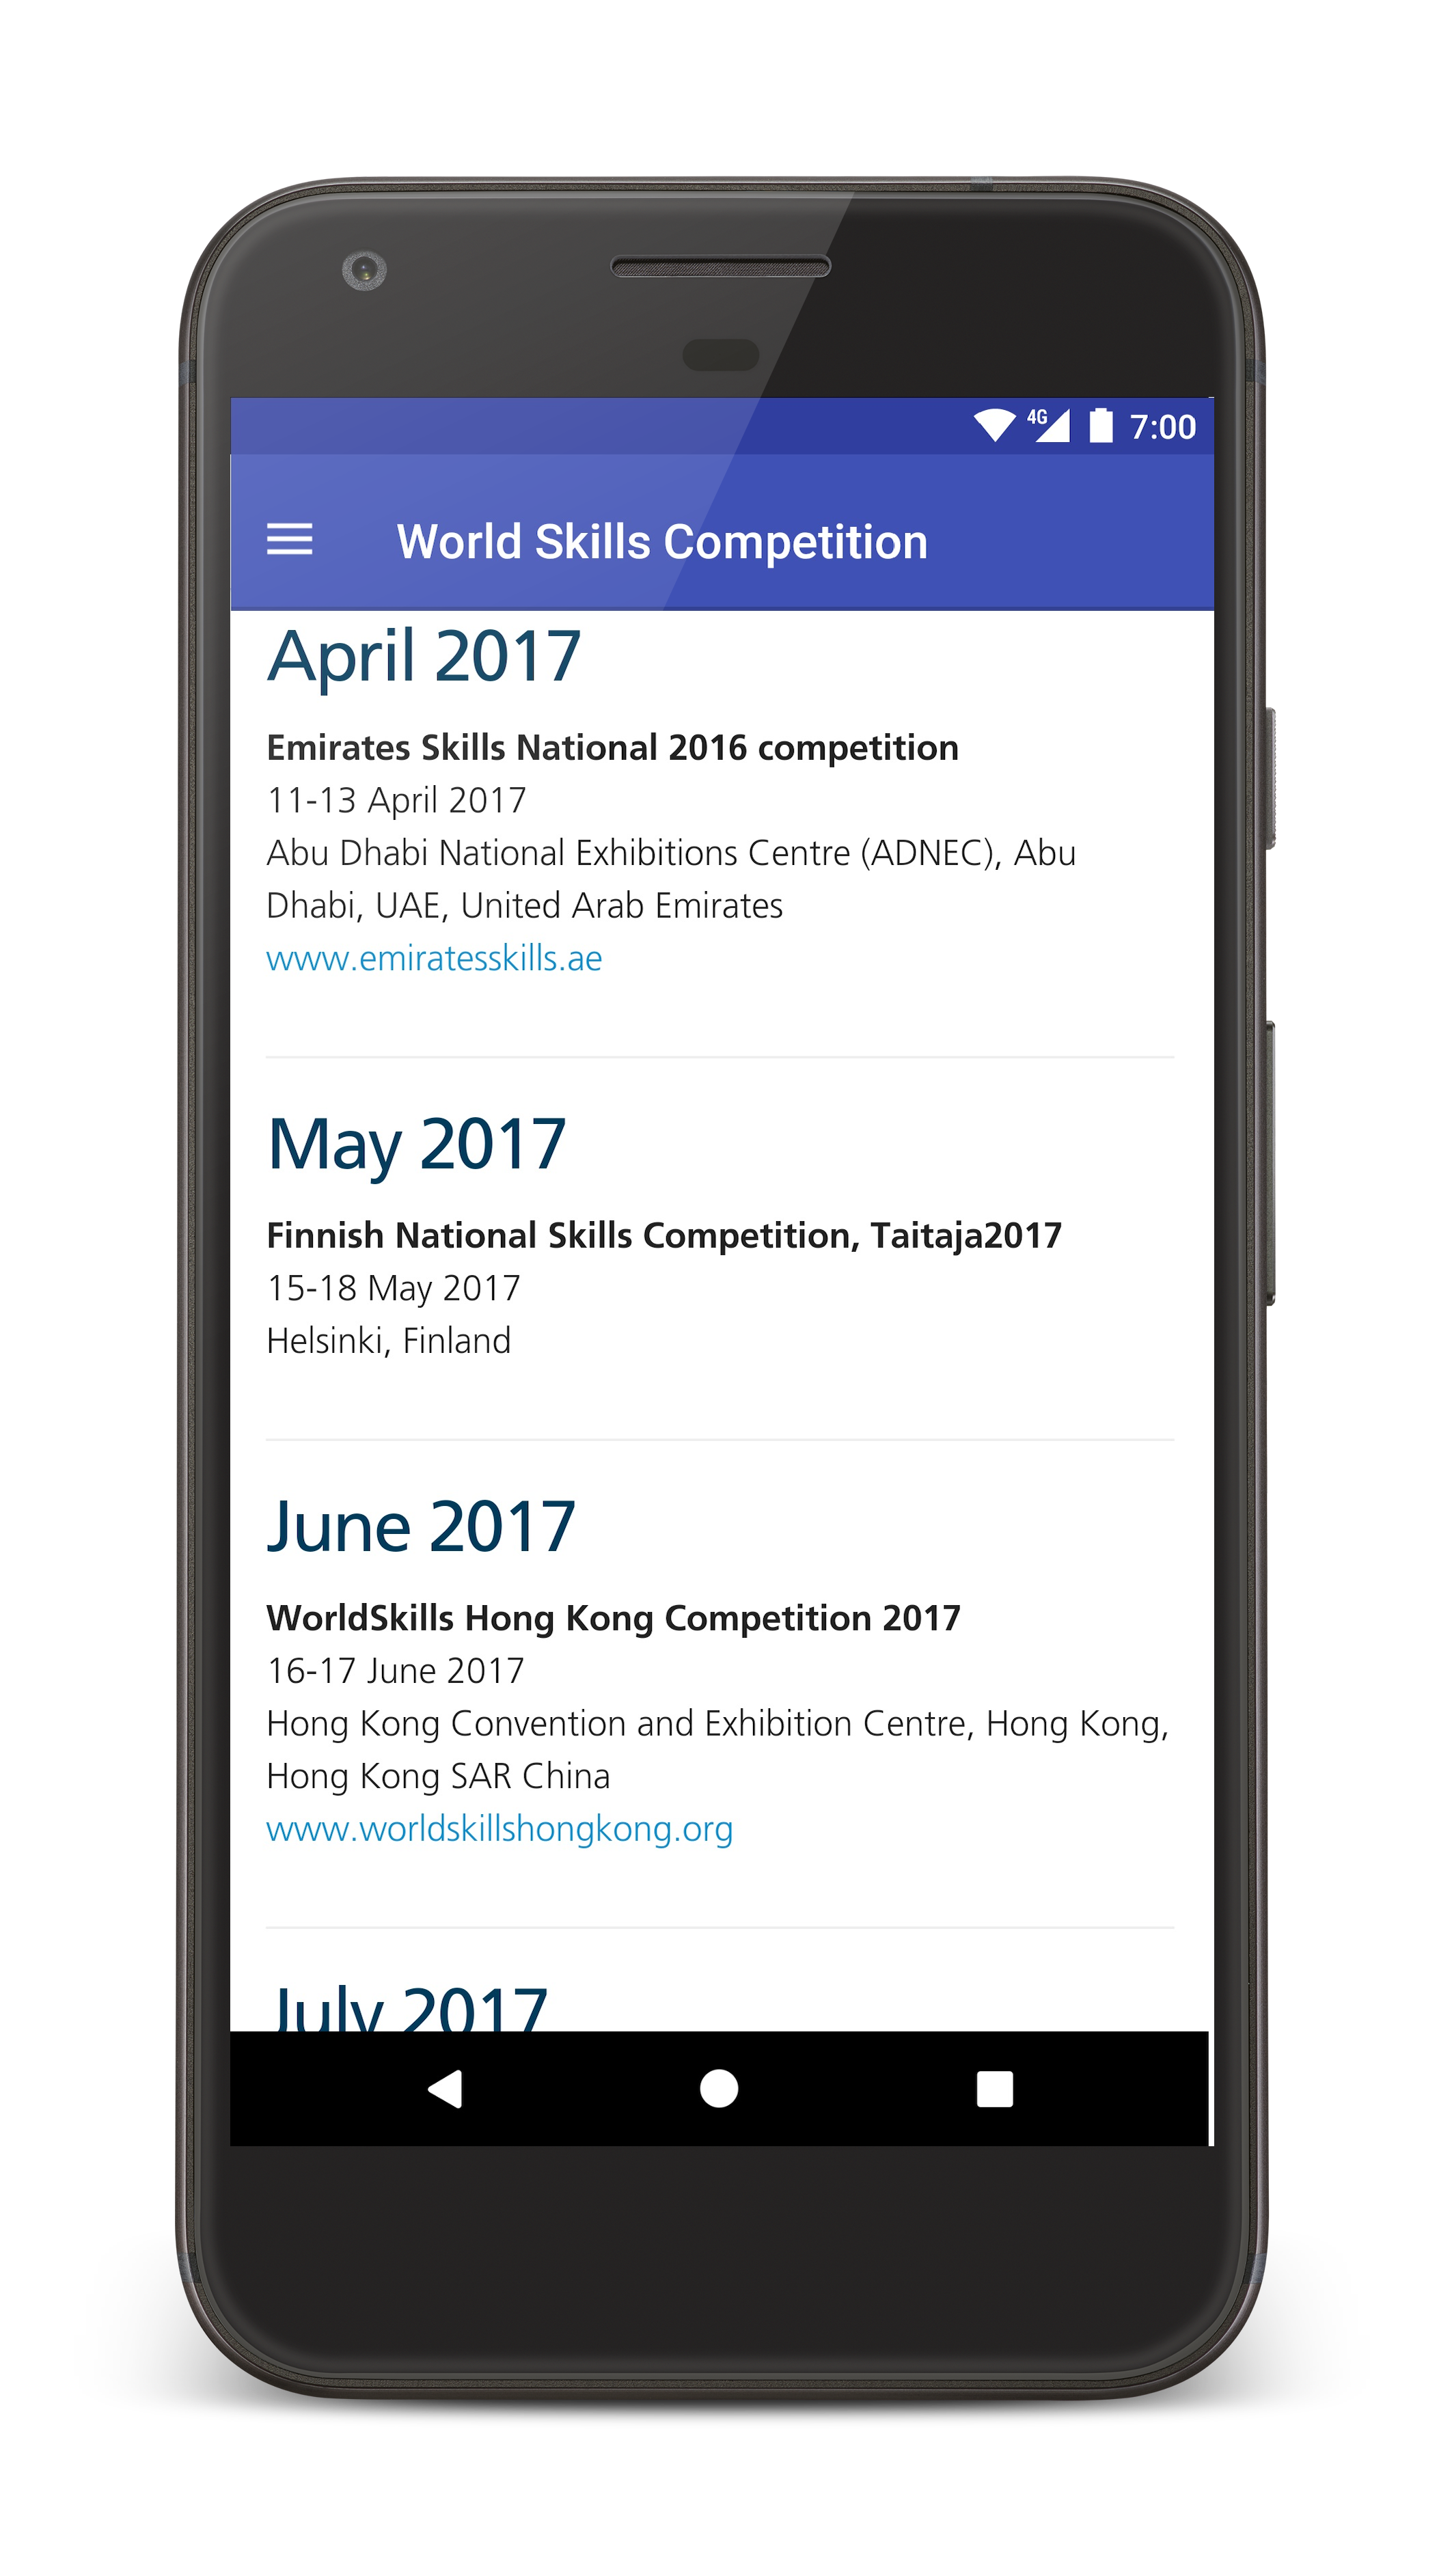 4G 7:00
World Skills Competition
April 2017
Emirates Skills National 2016 competition
11-13 April 2017
Abu Dhabi National Exhibitions Centre (ADNEC), Abu
Dhabi, UAE, United Arab Emirates
www.emiratesskills.ae
May 2017
Finnish National Skills Competition, Taitaja2017
15-18 May 2017
Helsinki, Finland
June 2017
WorldSkills Hong Kong Competition 2017
16-17 June 2017
Hong Kong Convention and Exhibition Centre, Hong Kong,
Hong Kong SAR China
www.worldskillshongkong.org
July 2017